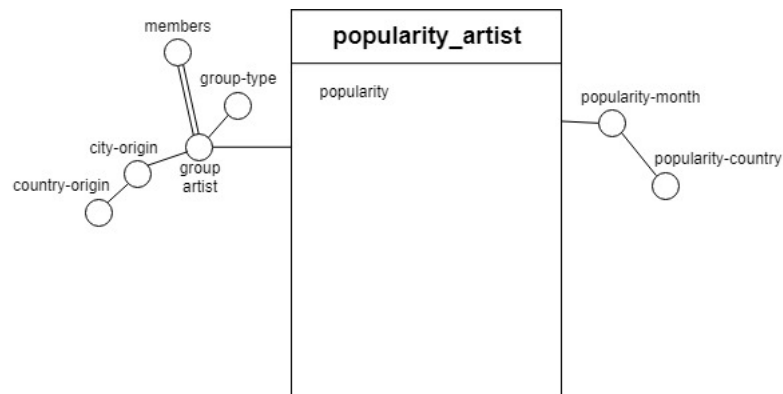 members
popularity_artist
group-type
popularity
popularity-month
city-origin
group
artist
popularity-country
country-origin